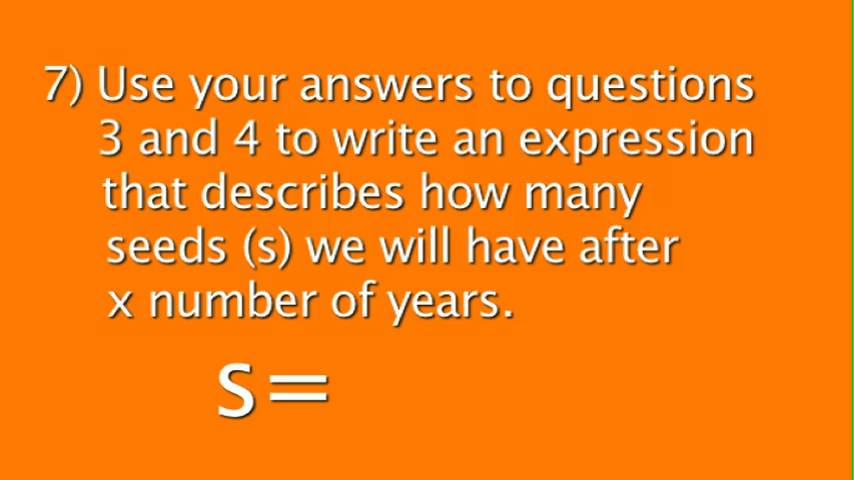 7) Use your answers to questions
3 and 4 to write an expression
that describes how many
seeds (s) we will have after
x number of years.
s=